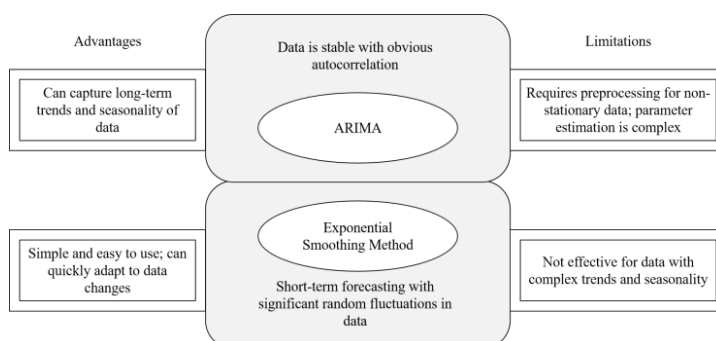 Advantages
Data is stable with obvious
autocorrelation
Limitations
Can capture long-term
trends and seasonality of
data
ARIMA
Requires preprocessing for non-
stationary data; parameter
estimation is complex
Simple and easy to use; can
quickly adapt to data
changes
Exponential
Smoothing Method
Short-term forecasting with
significant random fluctuations in
data
Not effective for data with
complex trends and seasonality